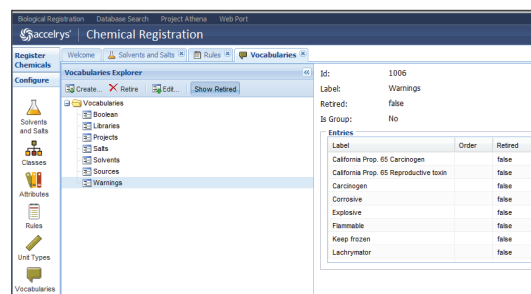 Biological Registration Database Search Project Athena Web Port
accelrys Chemical Registration
Register Chemicals
Configure
Solvents and Salts
Classes
Attributes
Rules
Unit Types
Vocabularies
Welcome Solvents and Salts Rules Vocabularies
Vocabularies Explorer
Create... Retire Edit... Show Retired
Vocabularies
Boolean
Libraries
Projects
Salts
Solvents
Sources
Warnings
Id: 1006
Label: Warnings
Retired: false
Is Group: No
Entries
Label Order Retired
California Prop. 65 Carcinogen false
California Prop. 65 Reproductive toxin false
Carcinogen false
Corrosive false
Explosive false
Flammable false
Keep frozen false
Lachrymator false